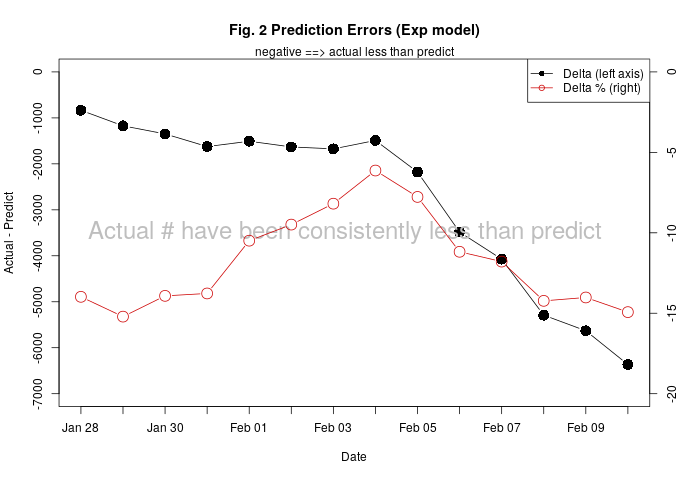 Fig. 2 Prediction Errors (Exp model)
negative ==> actual less than predict
Delta (left axis)
Delta % (right)
Actual # have been consistently less than predict
Actual - Predict
0
-1000
-2000
-3000
-4000
-5000
-6000
-7000
0
-5
-10
-15
-20
Jan 28
Jan 30
Feb 01
Feb 03
Feb 05
Feb 07
Feb 09
Date